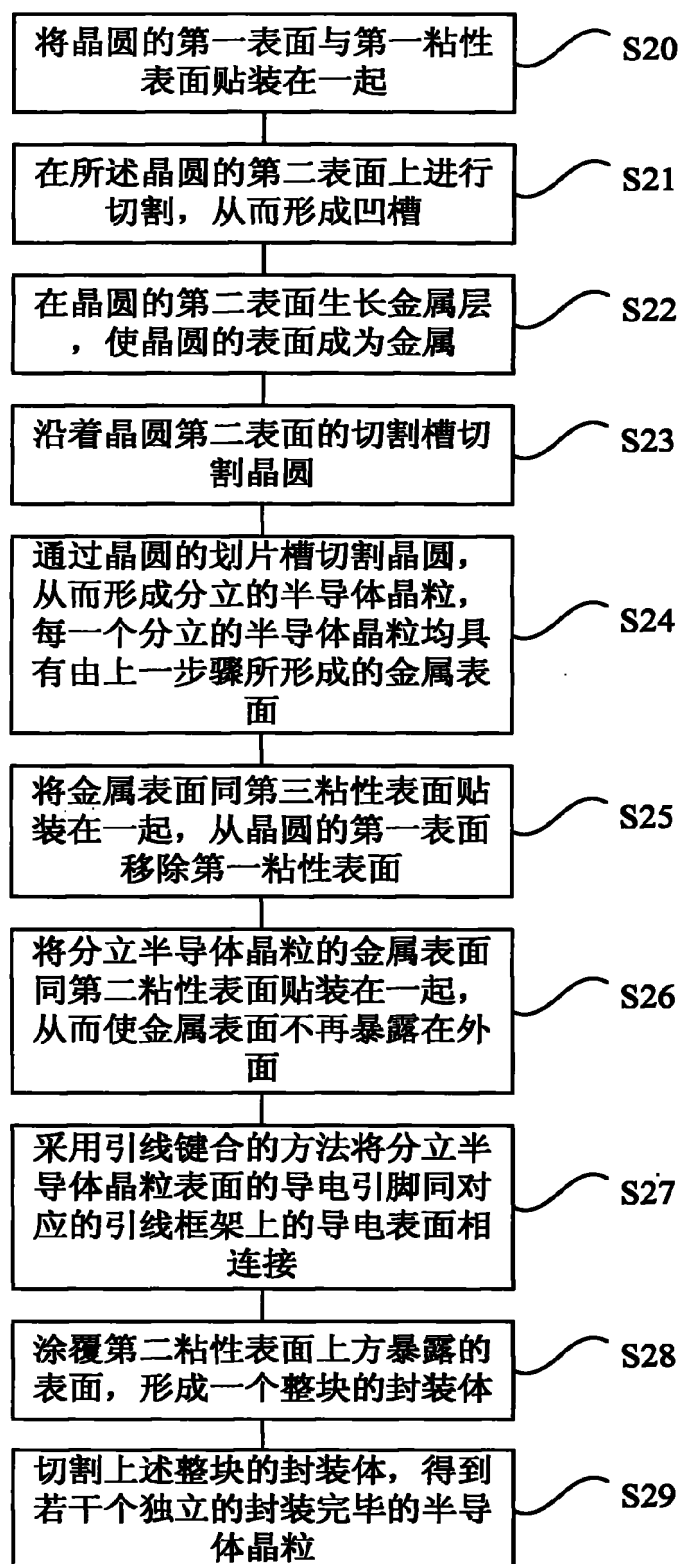 将晶圆的第一表面与第一粘性
表面贴装在一起
S20
在所述晶圆的第二表面上进行
切割，从而形成凹槽
S21
在晶圆的第二表面生长金属层
，使晶圆的表面成为金属
S22
沿着晶圆第二表面的切割槽切
割晶圆
S23
通过晶圆的划片槽切割晶圆，
从而形成分立的半导体晶粒，
每一个分立的半导体晶粒均具
有由上一步骤所形成的金属表
面
S24
将金属表面同第三粘性表面贴
装在一起，从晶圆的第一表面
移除第一粘性表面
S25
将分立半导体晶粒的金属表面
同第二粘性表面贴装在一起，
从而使金属表面不再暴露在外
面
S26
采用引线键合的方法将分立半
导体晶粒表面的导电引脚同对
应的引线框架上的导电表面相
连接
S27
涂覆第二粘性表面上方暴露的
表面，形成一个整块的封装体
S28
切割上述整块的封装体，得到
若干个独立的封装完毕的半导
体晶粒
S29